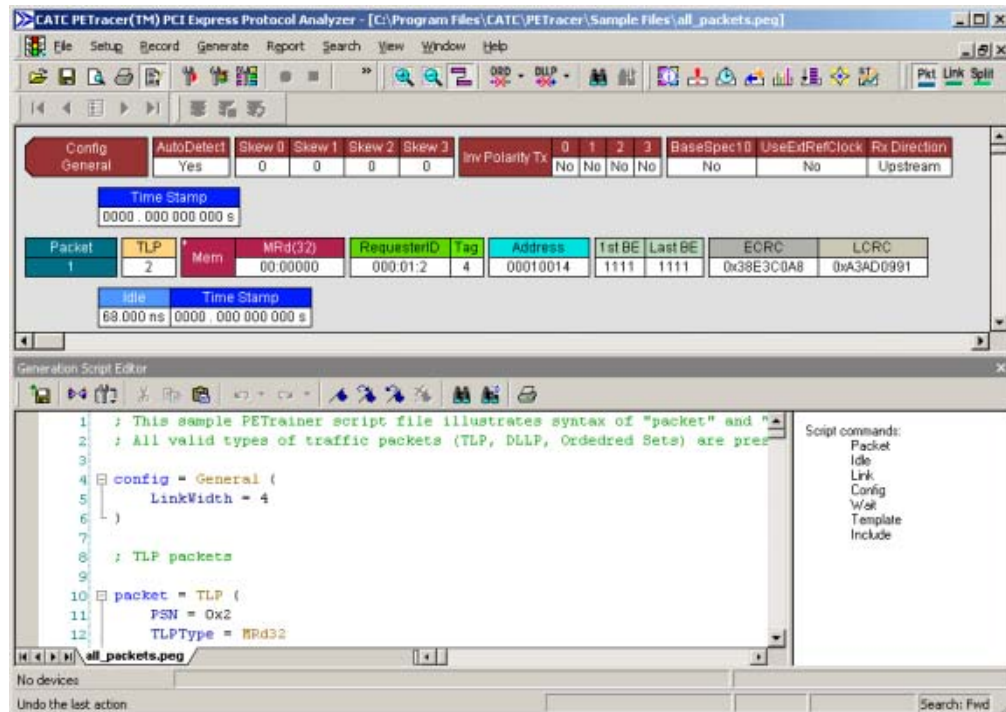 CATC PETracer(TM) PCI Express Protocol Analyzer - [C:\Program Files\CATC\PETracer\Sample Files\all_packets.peg]
File Setup Record Generate Report Search View Window Help
ORD DLLP Pkt Link Split
Config General AutoDetect Skew 0 Skew 1 Skew 2 Skew 3 Inv Polarity Tx 0 1 2 3 BaseSpec10 UseExtRefClock Rx Direction
Yes 0 0 0 0 No No No No No No Upstream
Time Stamp
0000 . 000 000 000 s
Packet TLP Mem MRd(32) RequesterID Tag Address 1st BE Last BE ECRC LCRC
1 2 00:00000 000:01:2 4 00010014 1111 1111 0x38E3C0A8 0xA3AD0991
Idle Time Stamp
68.000 ns 0000 . 000 000 000 s
Generation Script Editor
1 ; This sample PETrainer script file illustrates syntax of "packet" and "
2 ; All valid types of traffic packets (TLP, DLLP, Ordedred Sets) are pres
3
4 config = General (
5 LinkWidth = 4
6 )
7
8 ; TLP packets
9
10 packet = TLP (
11 PSN = 0x2
12 TLPType = MRd32
Script commands:
Packet
Idle
Link
Config
Wait
Template
Include
all_packets.peg
No devices
Undo the last action Search: Fwd